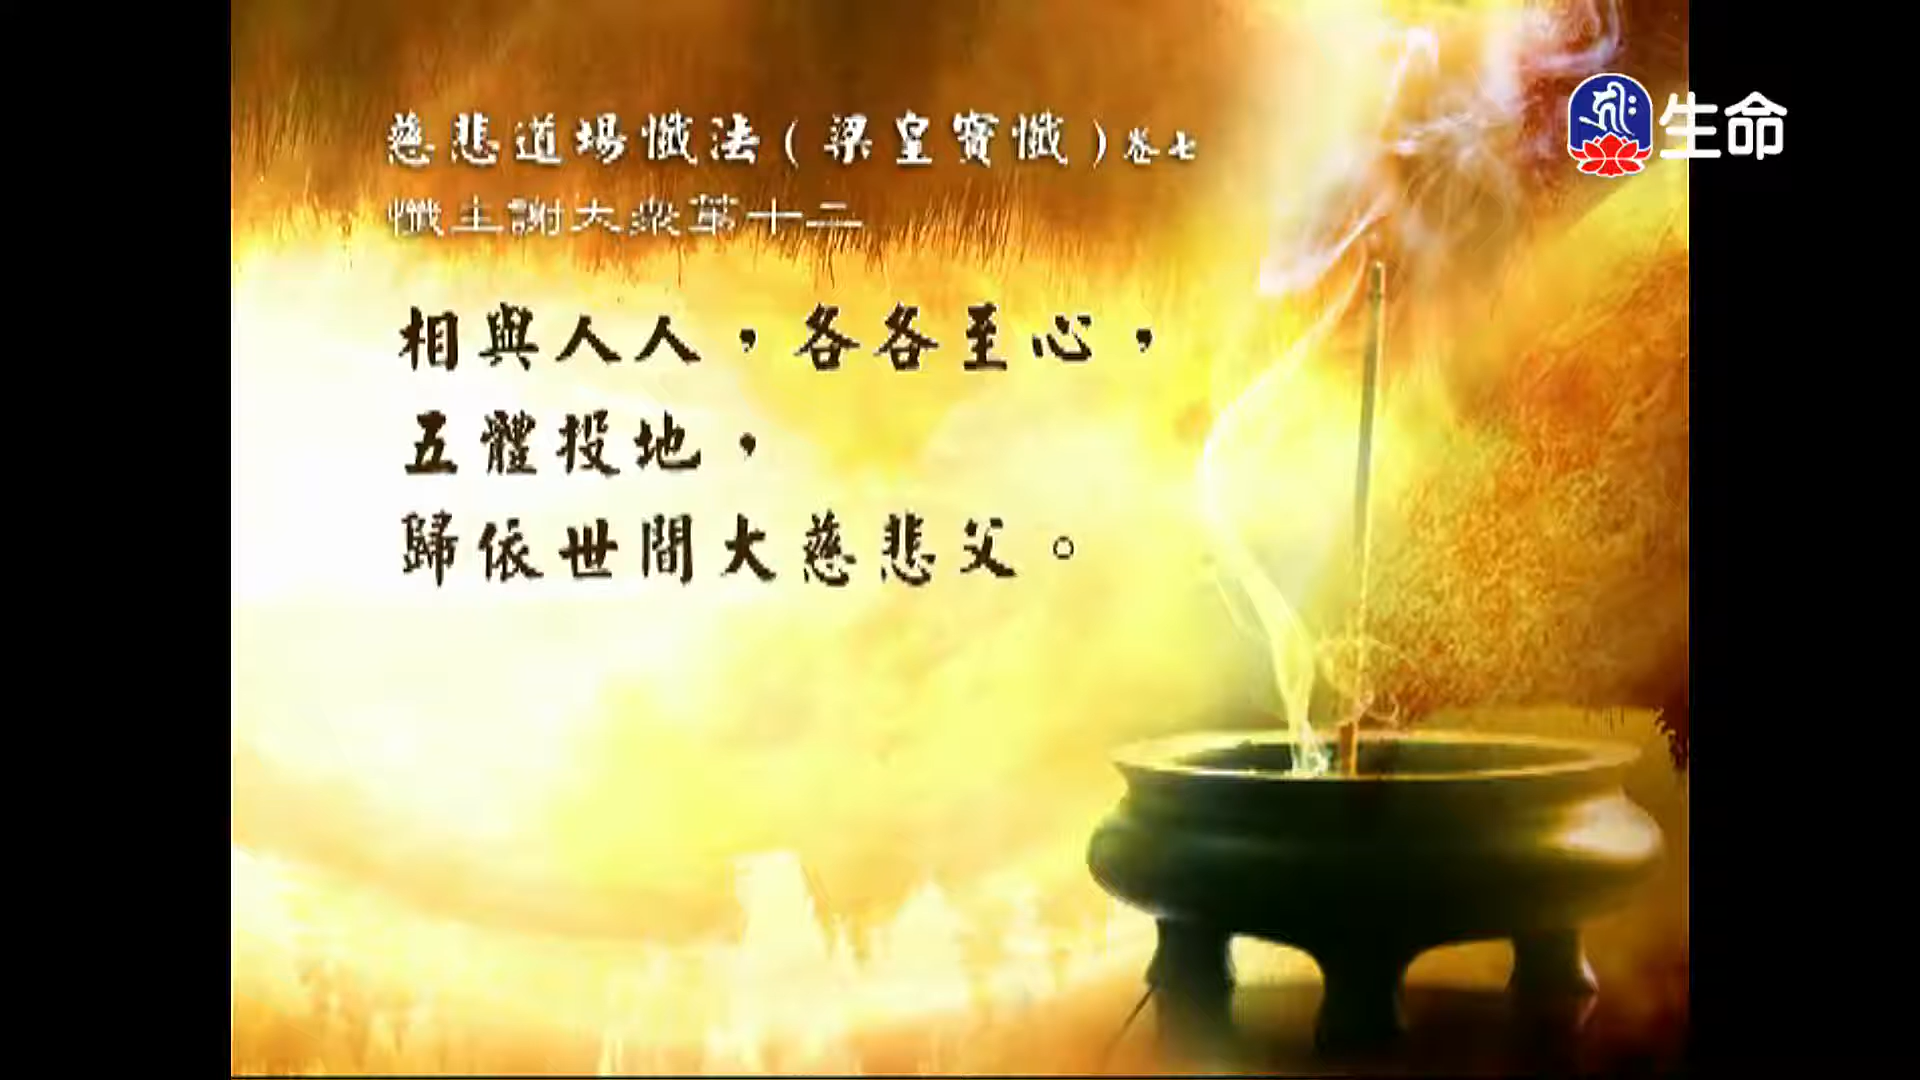 慈悲道場懺法(梁皇寶懺)卷七
生命
懺主謝大眾第十二
相與人人，各各至心，
五體投地，
歸依世間大慈悲父。